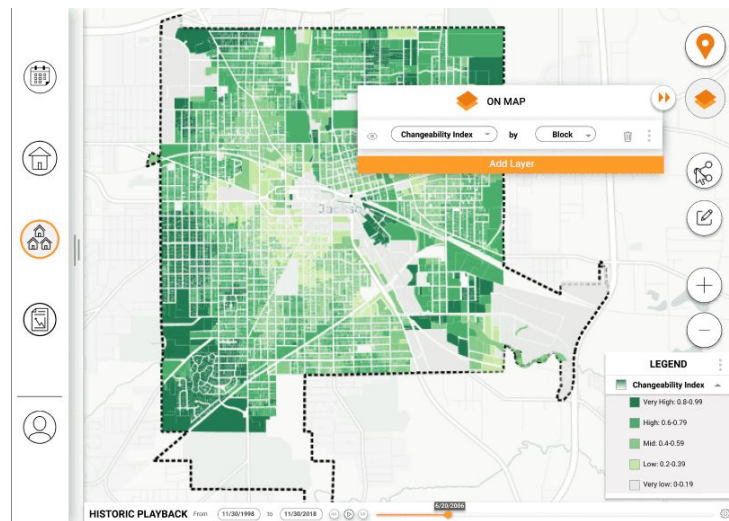 ON MAP
Changeability Index by Block
Add Layer
LEGEND
Changeability Index
Very High: 0.8-0.99
High: 0.6-0.79
Mid: 0.4-0.59
Low: 0.2-0.39
Very low: 0-0.19
6/20/2006
HISTORIC PLAYBACK From 11/30/1998 to 11/30/2018